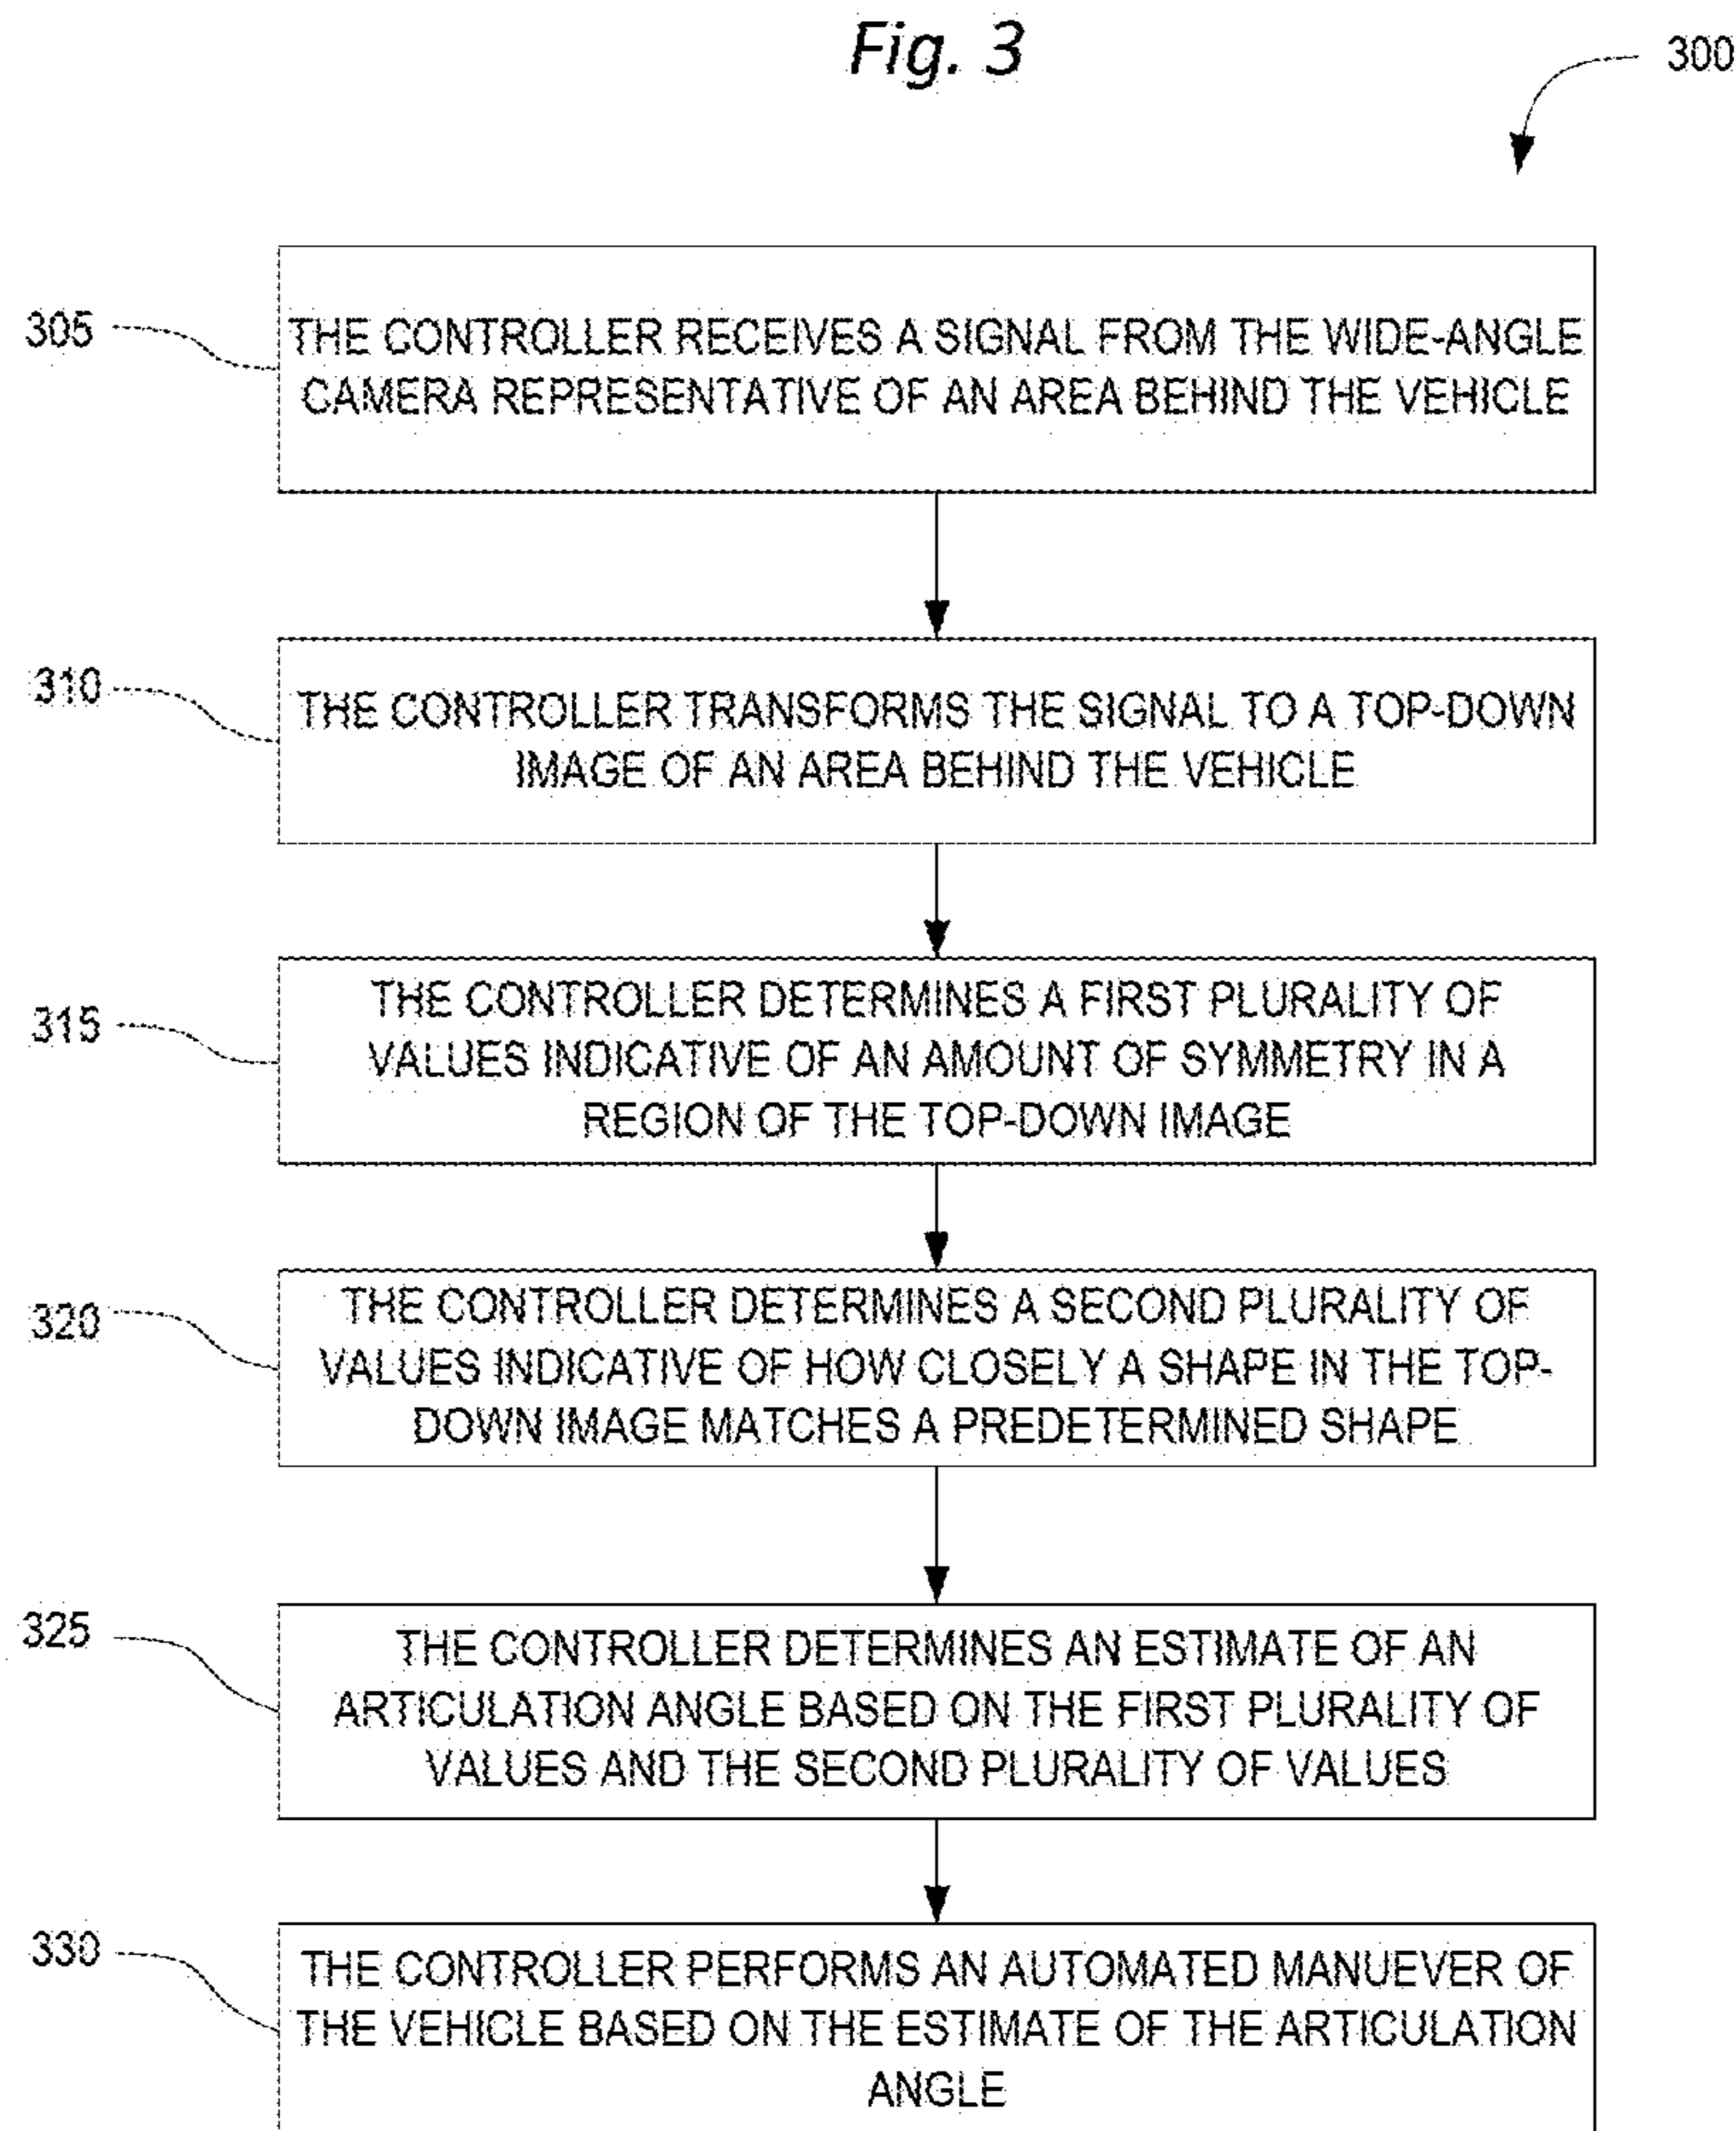 Fig. 3
300
305
THE CONTROLLER RECEIVES A SIGNAL FROM THE WIDE-ANGLE
CAMERA REPRESENTATIVE OF AN AREA BEHIND THE VEHICLE
310
THE CONTROLLER TRANSFORMS THE SIGNAL TO A TOP-DOWN
IMAGE OF AN AREA BEHIND THE VEHICLE
315
THE CONTROLLER DETERMINES A FIRST PLURALITY OF
VALUES INDICATIVE OF AN AMOUNT OF SYMMETRY IN A
REGION OF THE TOP-DOWN IMAGE
320
THE CONTROLLER DETERMINES A SECOND PLURALITY OF
VALUES INDICATIVE OF HOW CLOSELY A SHAPE IN THE TOP-
DOWN IMAGE MATCHES A PREDETERMINED SHAPE
325
THE CONTROLLER DETERMINES AN ESTIMATE OF AN
ARTICULATION ANGLE BASED ON THE FIRST PLURALITY OF
VALUES AND THE SECOND PLURALITY OF VALUES
330
THE CONTROLLER PERFORMS AN AUTOMATED MANUEVER OF
THE VEHICLE BASED ON THE ESTIMATE OF THE ARTICULATION
ANGLE